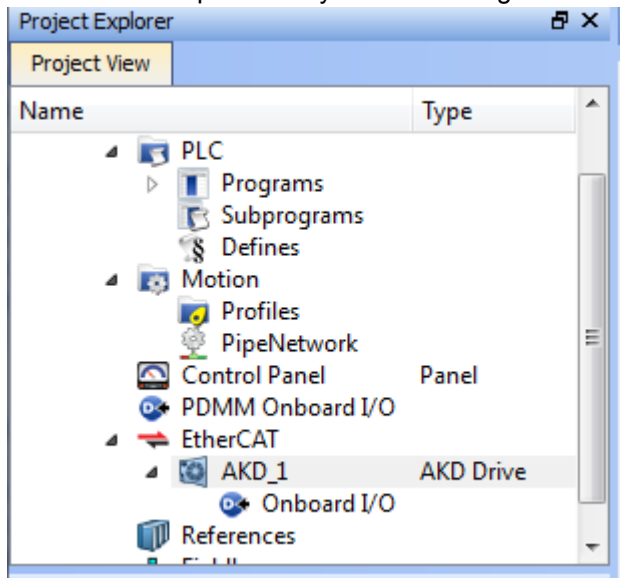 Project Explorer
Project View
Name Type
PLC
Programs
Subprograms
Defines
Motion
Profiles
PipeNetwork
Control Panel Panel
PDMM Onboard I/O
EtherCAT
AKD_1 AKD Drive
Onboard I/O
References